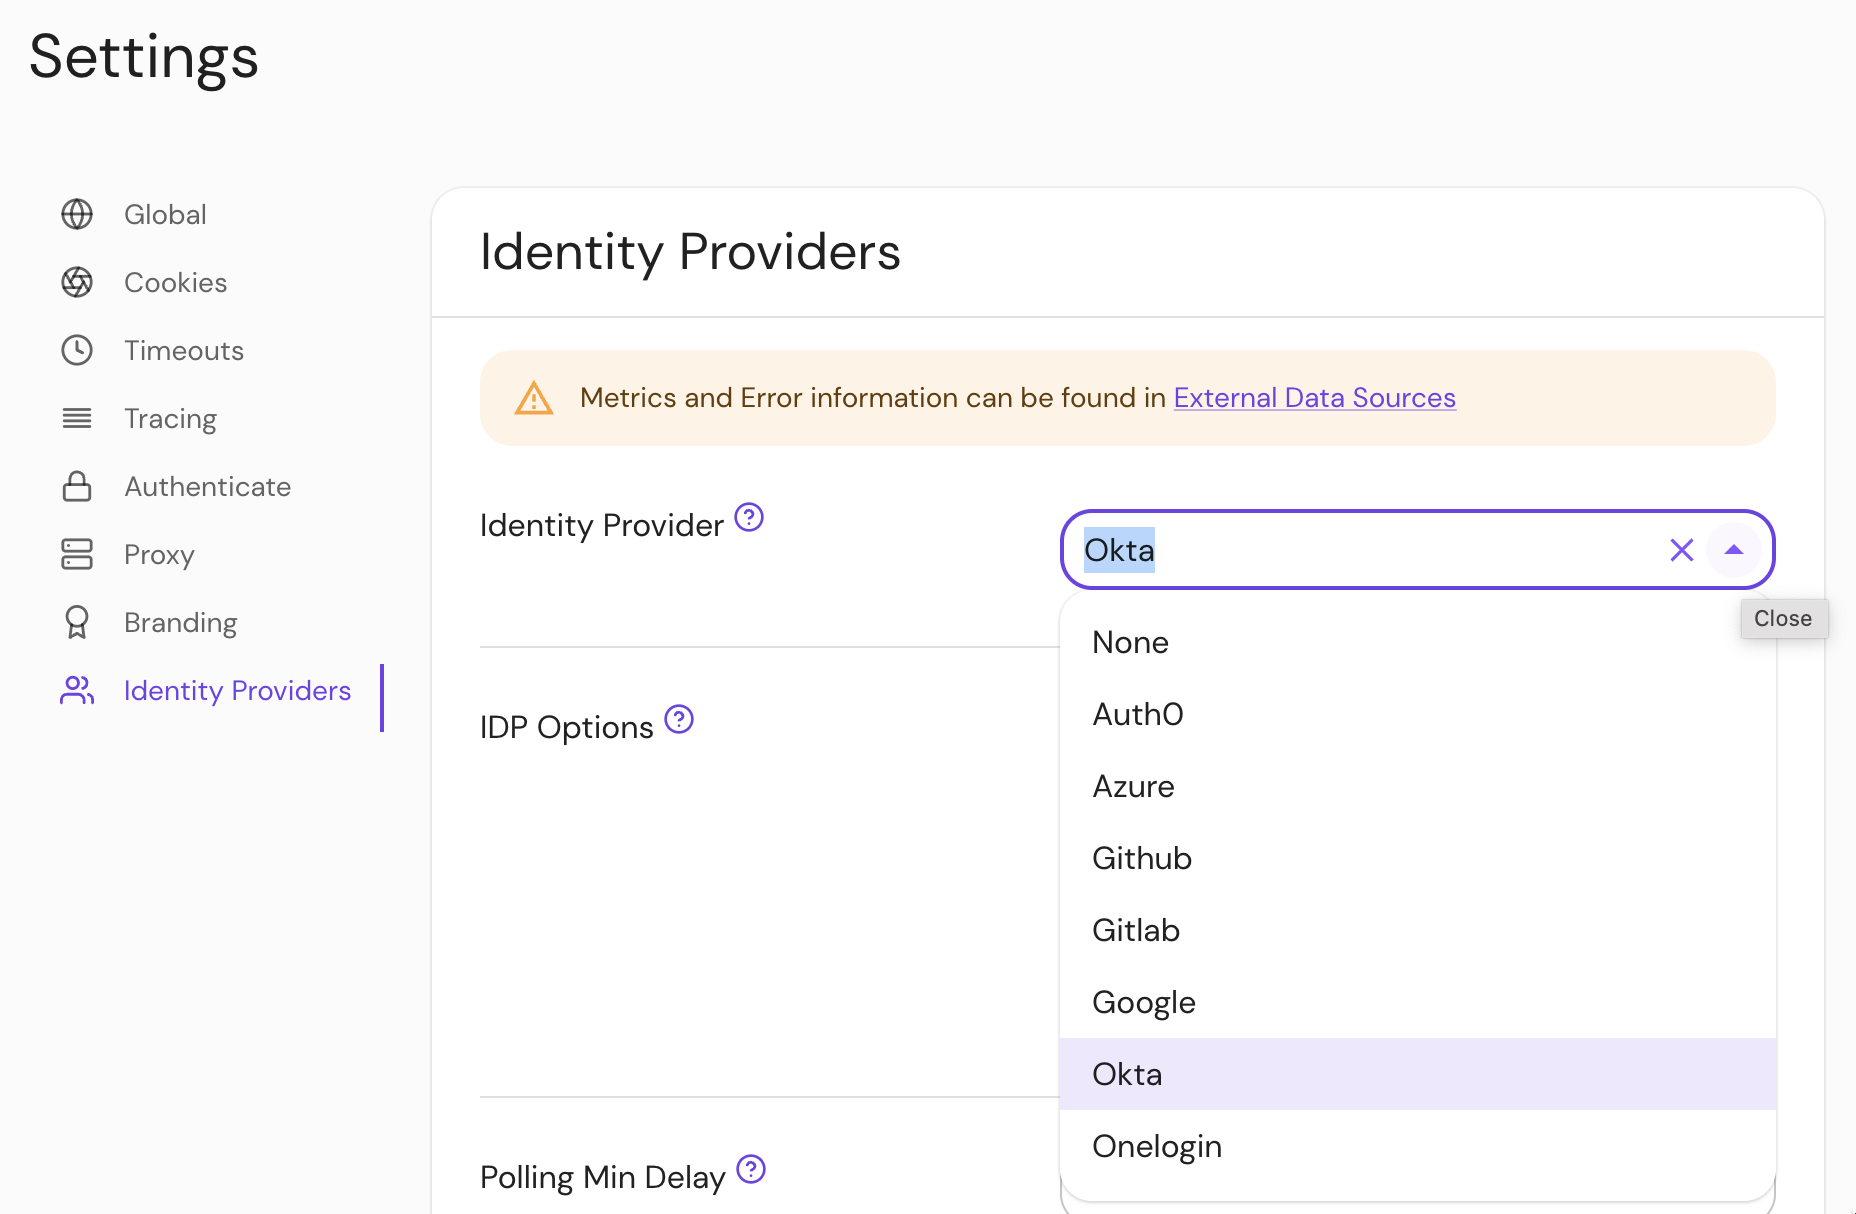 Settings
Global
Cookies
Timeouts
Tracing
Authenticate
Proxy
Branding
Identity Providers
Identity Providers
Metrics and Error information can be found in External Data Sources
Identity Provider
Okta
Close
None
Auth0
Azure
Github
Gitlab
Google
Okta
Onelogin
IDP Options
Polling Min Delay